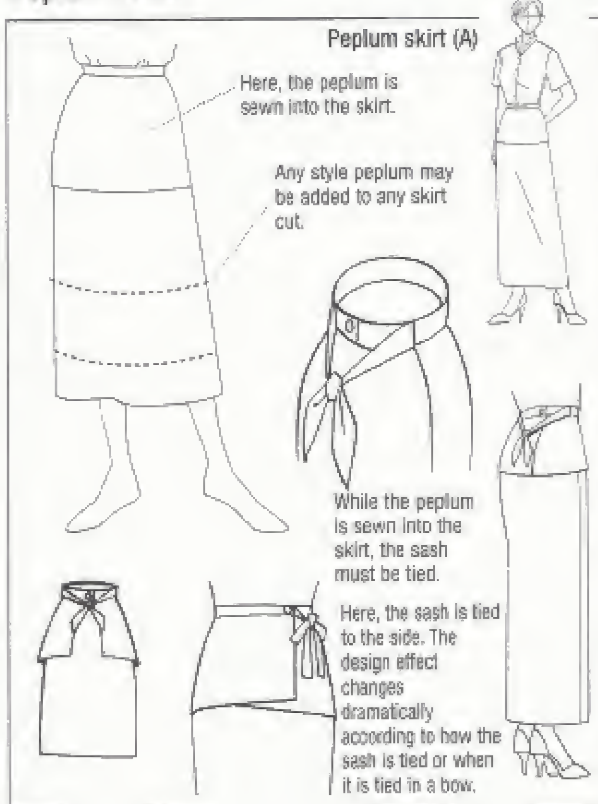 Peplum skirt (A)
Here, the peplum is
sewn into the skirt.
Any style peplum may
be added to any skirt
cut.
While the peplum
is sewn into the
skirt, the sash
must be tied.
Here, the sash is tied
to the side. The
design effect
changes
dramatically
according to how the
sash is tied or when
it is tied in a bow.